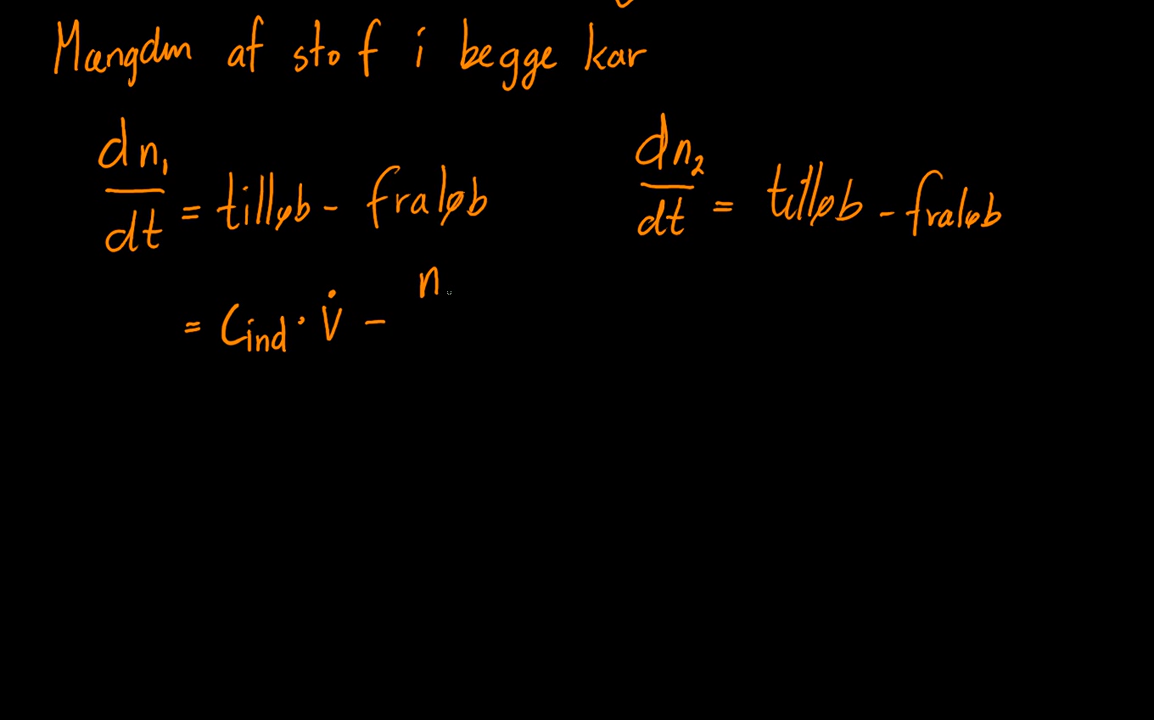 Mængden af stof i begge kar
dn₁/dt = tilløb - fraløb
dn₂/dt = tilløb - fraløb
= Cind · V̇ - n